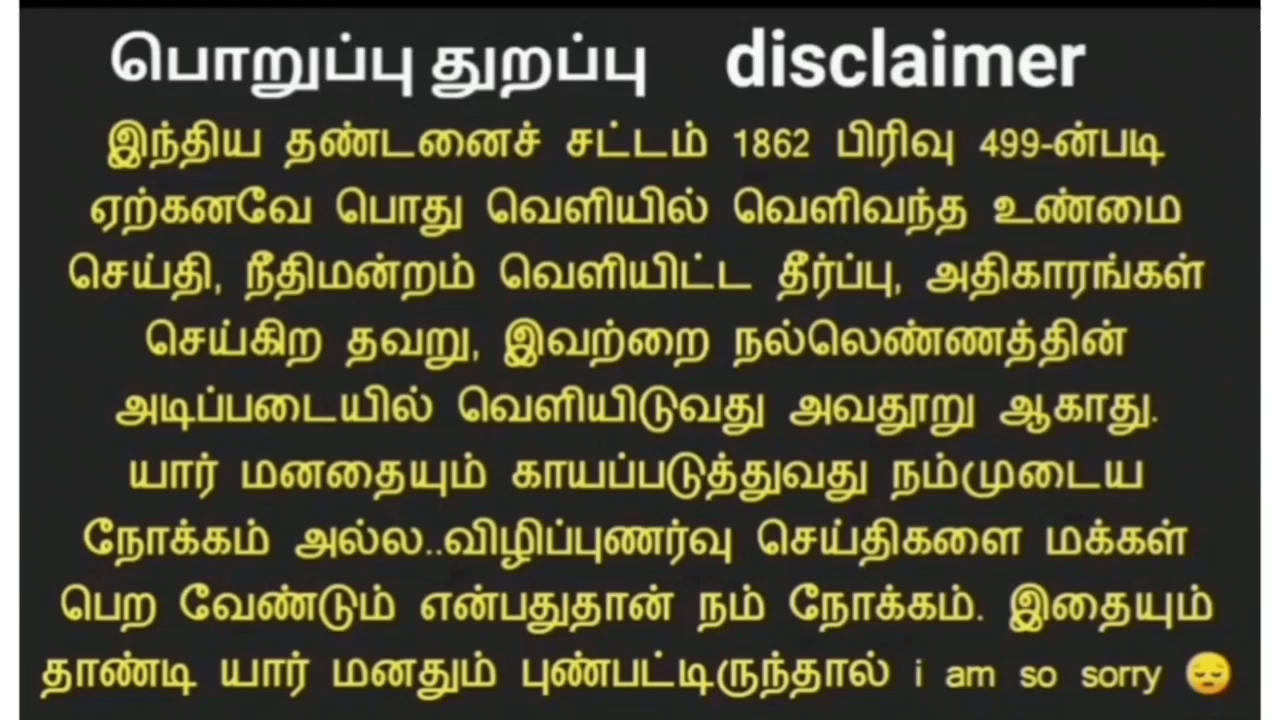 பொறுப்பு துறப்பு disclaimer
இந்திய தண்டனைச் சட்டம் 1862 பிரிவு 499-ன்படி
ஏற்கனவே பொது வெளியில் வெளிவந்த உண்மை
செய்தி, நீதிமன்றம் வெளியிட்ட தீர்ப்பு, அதிகாரங்கள்
செய்கிற தவறு, இவற்றை நல்லெண்ணத்தின்
அடிப்படையில் வெளியிடுவது அவதூறு ஆகாது.
யார் மனதையும் காயப்படுத்துவது நம்முடைய
நோக்கம் அல்ல..விழிப்புணர்வு செய்திகளை மக்கள்
பெற வேண்டும் என்பதுதான் நம் நோக்கம். இதையும்
தாண்டி யார் மனதும் புண்பட்டிருந்தால் i am so sorry 😔